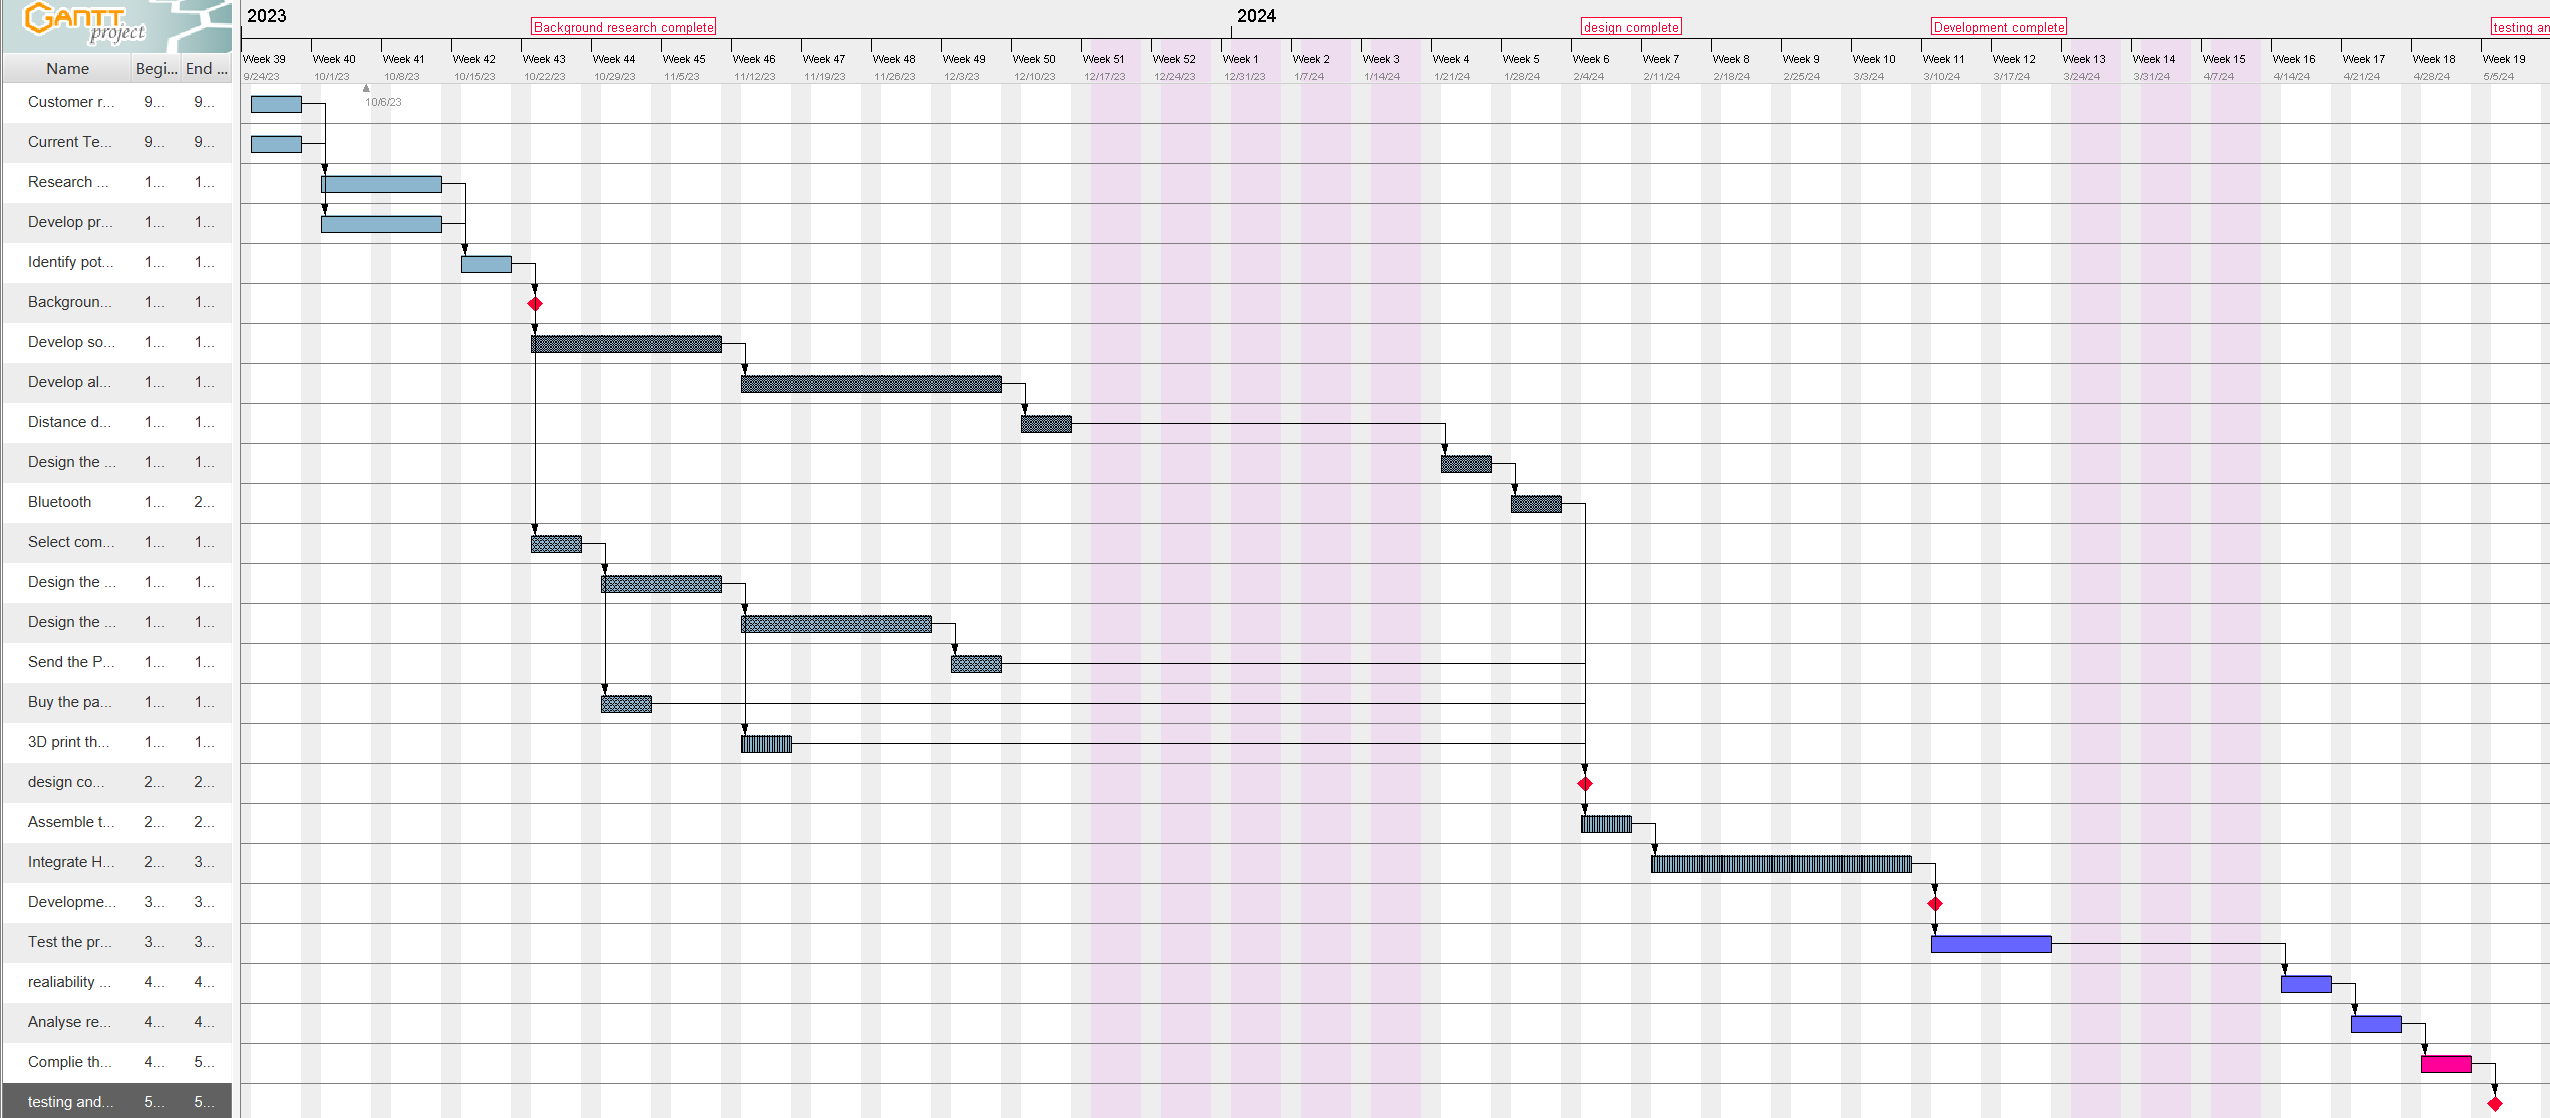 GANTT
project
2023
2024
Background research complete
design complete
Development complete
testing an
Week 39
Week 40
Week 41
Week 42
Week 43
Week 44
Week 45
Week 46
Week 47
Week 48
Week 49
Week 50
Week 51
Week 52
Week 1
Week 2
Week 3
Week 4
Week 5
Week 6
Week 7
Week 8
Week 9
Week 10
Week 11
Week 12
Week 13
Week 14
Week 15
Week 16
Week 17
Week 18
Week 19
9/24/23
10/1/23
10/8/23
10/15/23
10/22/23
10/29/23
11/5/23
11/12/23
11/19/23
11/26/23
12/3/23
12/10/23
12/17/23
12/24/23
12/31/23
1/7/24
1/14/24
1/21/24
1/28/24
2/4/24
2/11/24
2/18/24
2/25/24
3/3/24
3/10/24
3/17/24
3/24/24
3/31/24
4/7/24
4/14/24
4/21/24
4/28/24
5/5/24
10/6/23
Name Begi... End ...
Customer r... 9... 9...
Current Te... 9... 9...
Research ... 1... 1...
Develop pr... 1... 1...
Identify pot... 1... 1...
Backgroun... 1... 1...
Develop so... 1... 1...
Develop al... 1... 1...
Distance d... 1... 1...
Design the ... 1... 1...
Bluetooth 1... 2...
Select com... 1... 1...
Design the ... 1... 1...
Design the ... 1... 1...
Send the P... 1... 1...
Buy the pa... 1... 1...
3D print th... 1... 1...
design co... 2... 2...
Assemble t... 2... 2...
Integrate H... 2... 3...
Developme... 3... 3...
Test the pr... 3... 3...
realiability ... 4... 4...
Analyse re... 4... 4...
Complie th... 4... 5...
testing and... 5... 5...